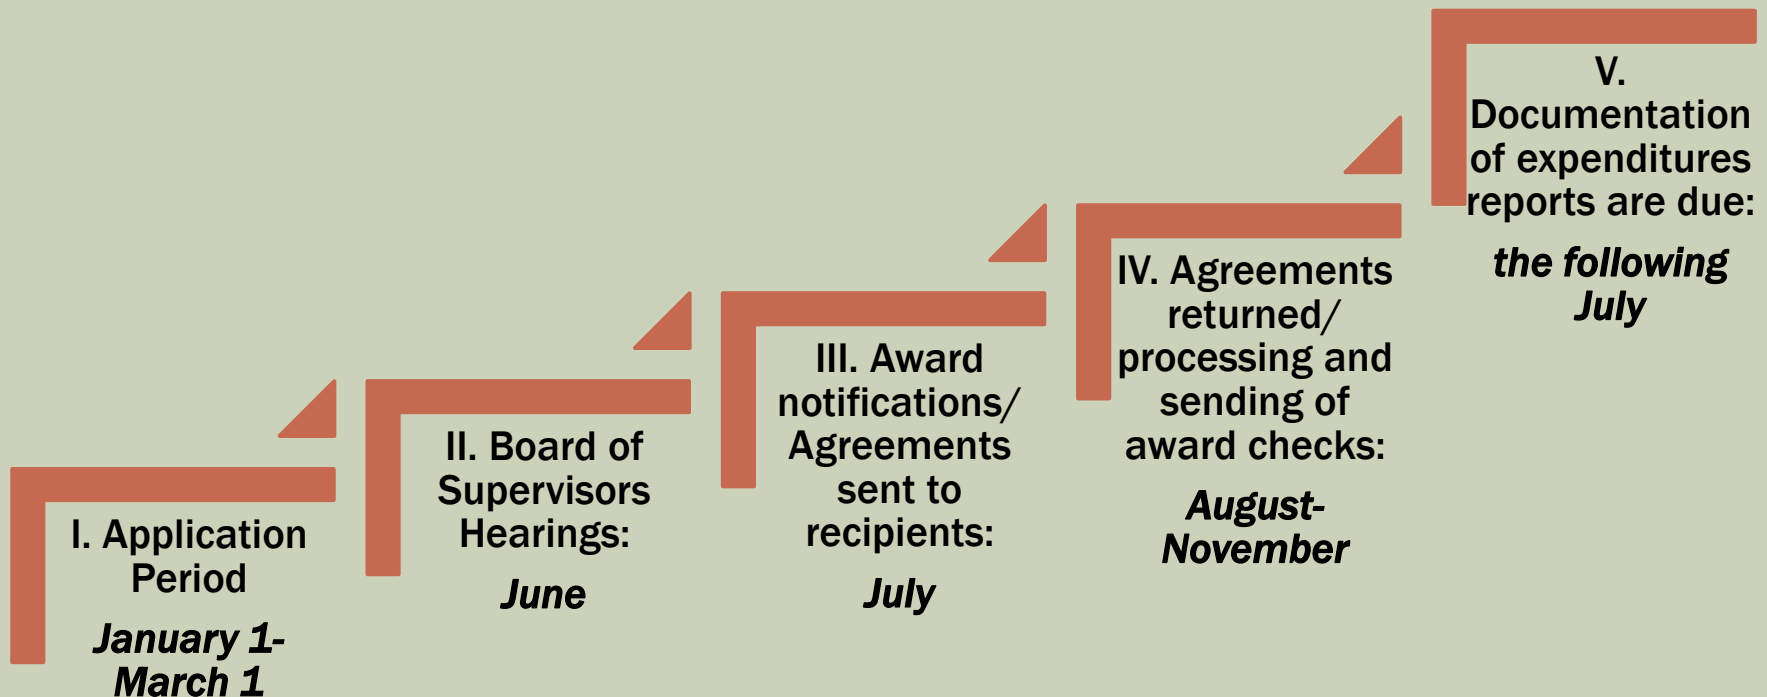 I. Application
Period
January 1-
March 1
II. Board of
Supervisors
Hearings:
June
III. Award
notifications/
Agreements
sent to
recipients:
July
IV. Agreements
returned/
processing and
sending of
award checks:
August-
November
V.
Documentation
of expenditures
reports are due:
the following
July